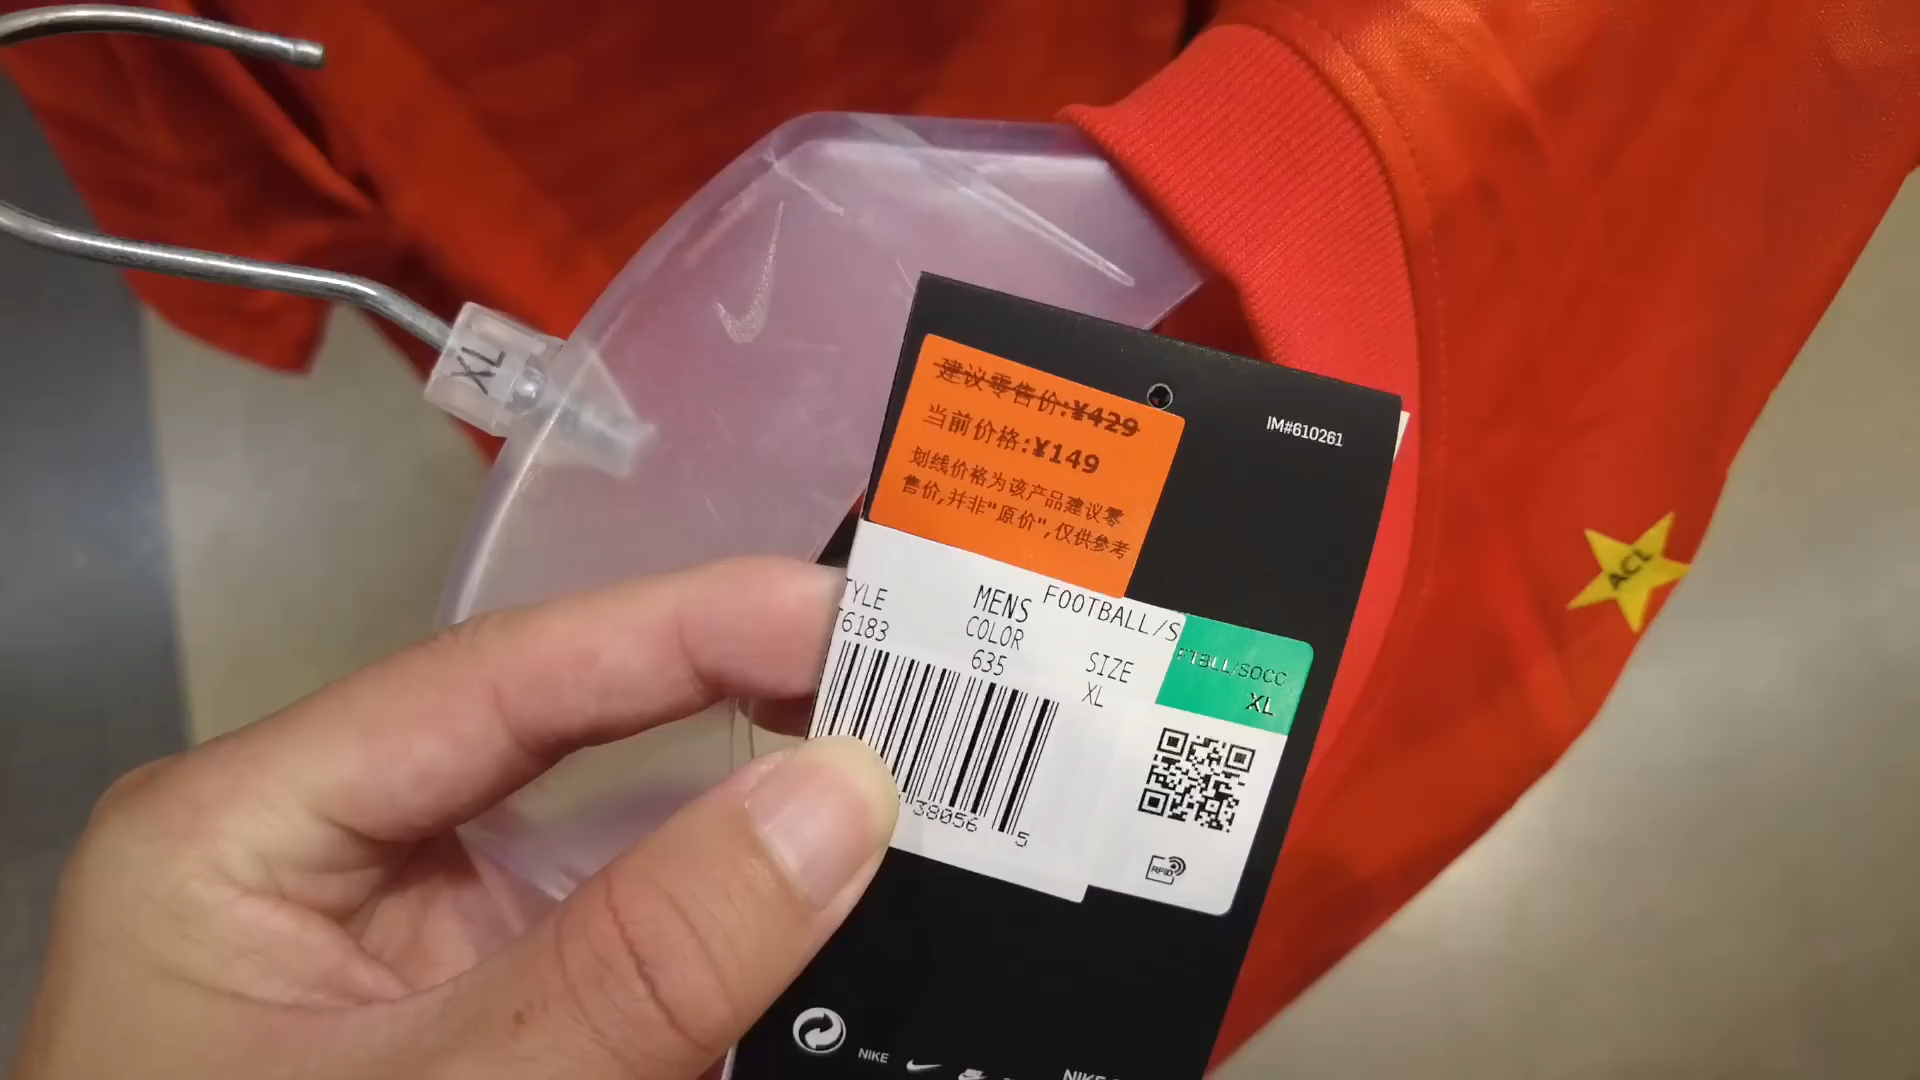 XL
建议零售价:¥429
当前价格:¥149
划线价格为该产品建议零
售价,并非"原价",仅供参考
IM#610261
TYLE
6183
MENS
COLOR
635
FOOTBALL/S
SIZE
XL
FTBLL/SOCC
XL
38056 5
RFID
ACL
NIKE
NIKE